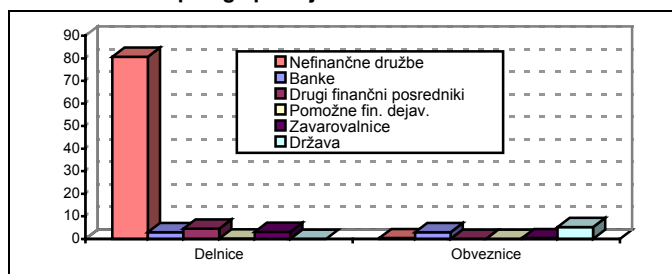 90
80
70
60
50
40
30
20
10
0
Nefinančne družbe
Banke
Drugi finančni posredniki
Pomožne fin. dejav.
Zavarovalnice
Država
Delnice
Obveznice